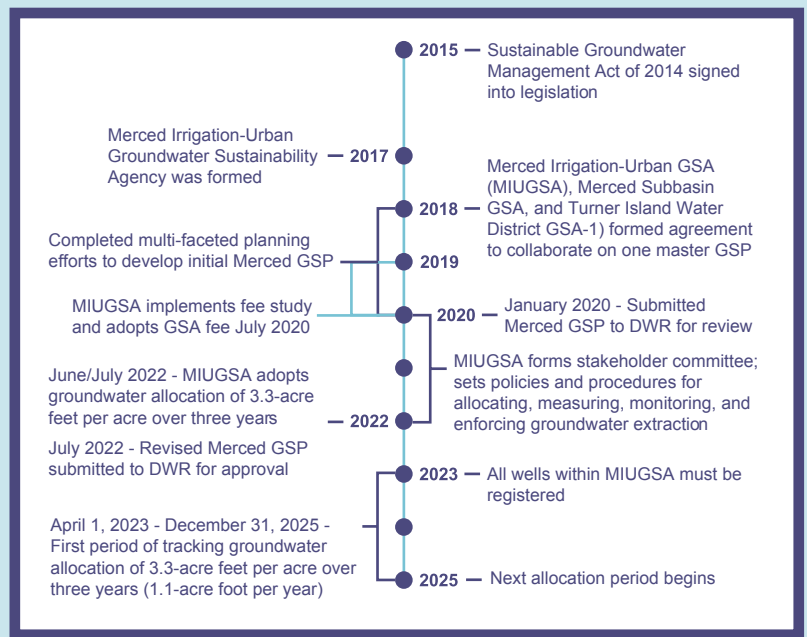 2015 – Sustainable Groundwater
Management Act of 2014 signed
into legislation
Merced Irrigation-Urban
Groundwater Sustainability
Agency was formed
– 2017
2018 – Merced Irrigation-Urban GSA
(MIUGSA), Merced Subbasin
GSA, and Turner Island Water
District GSA-1) formed agreement
to collaborate on one master GSP
Completed multi-faceted planning
efforts to develop initial Merced GSP
2019
MIUGSA implements fee study
and adopts GSA fee July 2020
2020 – January 2020 - Submitted
Merced GSP to DWR for review
MIUGSA forms stakeholder committee;
sets policies and procedures for
allocating, measuring, monitoring, and
enforcing groundwater extraction
June/July 2022 - MIUGSA adopts
groundwater allocation of 3.3-acre
feet per acre over three years
– 2022
July 2022 - Revised Merced GSP
submitted to DWR for approval
2023 – All wells within MIUGSA must be
registered
April 1, 2023 - December 31, 2025 -
First period of tracking groundwater
allocation of 3.3-acre feet per acre over
three years (1.1-acre foot per year)
2025 – Next allocation period begins